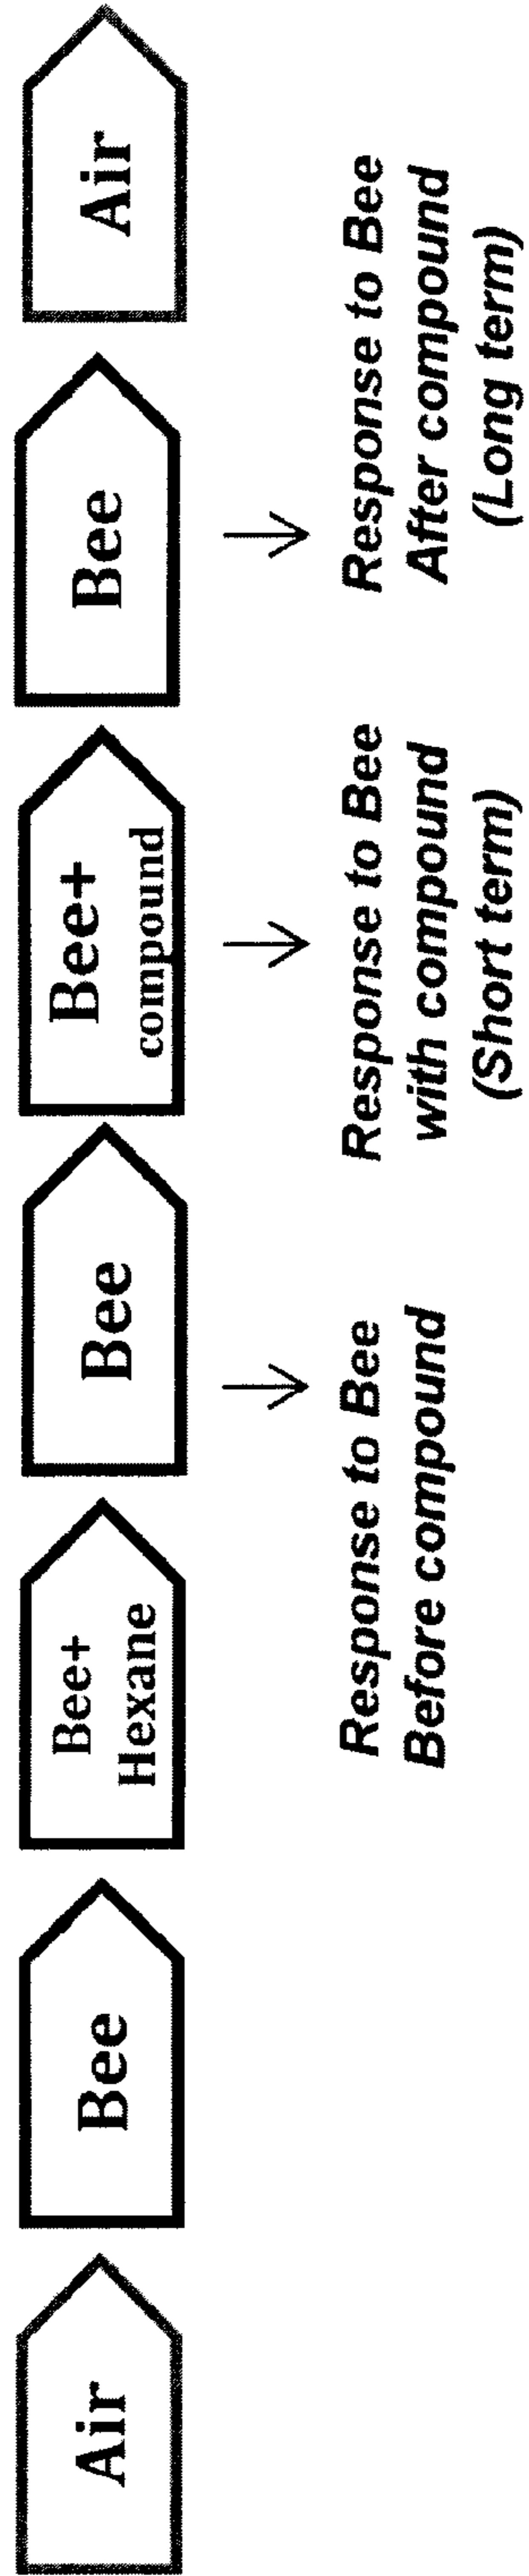 Air
Bee
Bee+
Hexane
Bee
Bee+
compound
Bee
Air
Response to Bee
Before compound
Response to Bee
with compound
(Short term)
Response to Bee
After compound
(Long term)